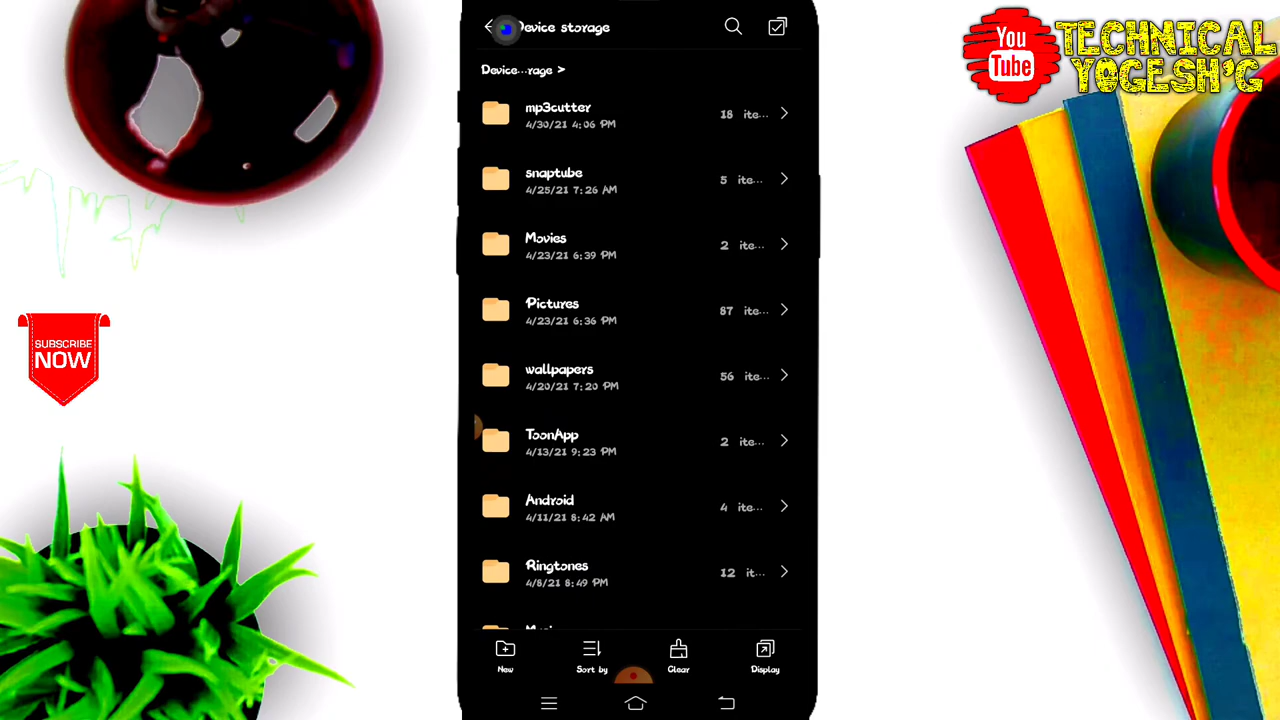 Device storage
Device...rage >
mp3cutter
4/30/21 4:06 PM
18 ite...
snaptube
4/25/21 7:26 AM
5 ite...
Movies
4/23/21 6:39 PM
2 ite...
Pictures
4/23/21 6:36 PM
87 ite...
wallpapers
4/20/21 7:20 PM
56 ite...
ToonApp
4/13/21 9:23 PM
2 ite...
Android
4/11/21 8:42 AM
4 ite...
Ringtones
4/8/21 8:49 PM
12 it...
New
Sort by
Clear
Display
You
Tube
TECHNICAL
YOGESH'G
SUBSCRIBE
NOW